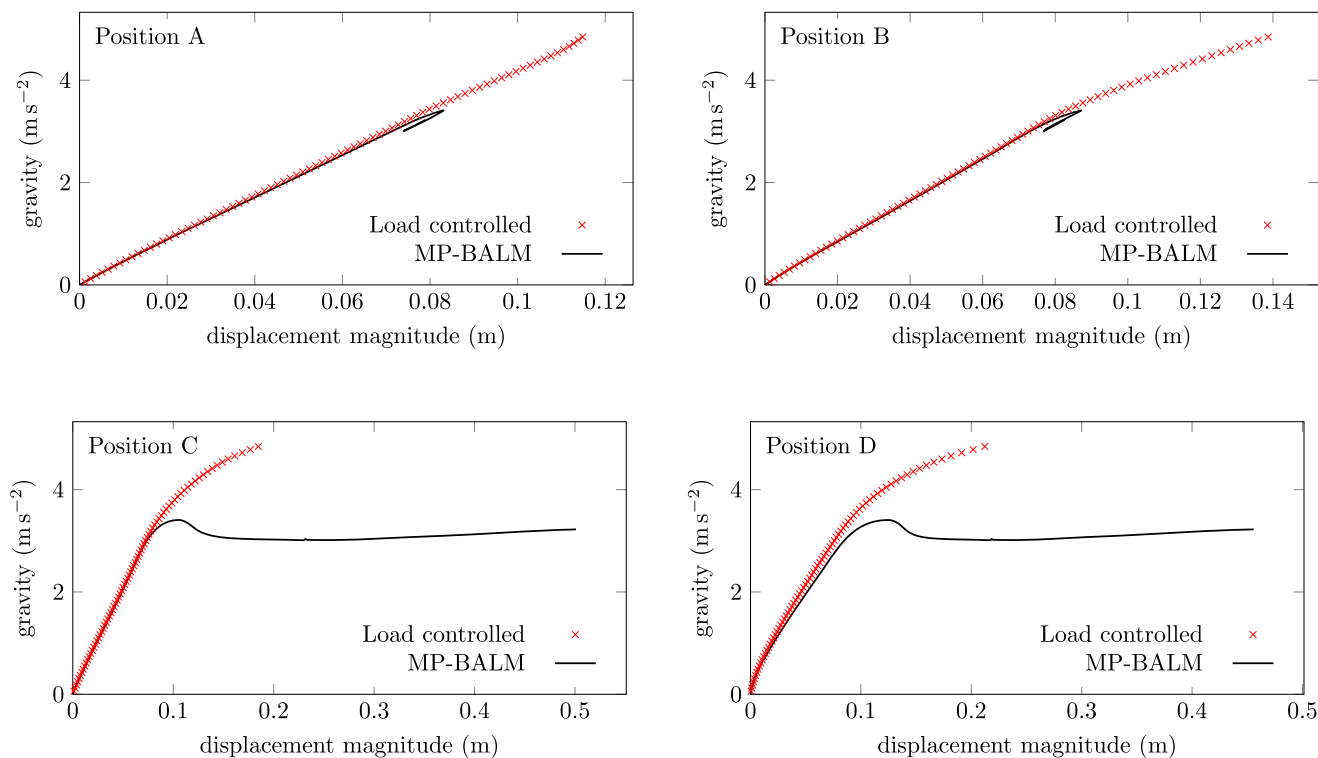 Position A
gravity (m s⁻²)
4
2
0
Load controlled
MP-BALM
0 0.02 0.04 0.06 0.08 0.1 0.12
displacement magnitude (m)
Position B
gravity (m s⁻²)
4
2
0
Load controlled
MP-BALM
0 0.02 0.04 0.06 0.08 0.1 0.12 0.14
displacement magnitude (m)
Position C
gravity (m s⁻²)
4
2
0
Load controlled
MP-BALM
0 0.1 0.2 0.3 0.4 0.5
displacement magnitude (m)
Position D
gravity (m s⁻²)
4
2
0
Load controlled
MP-BALM
0 0.1 0.2 0.3 0.4 0.5
displacement magnitude (m)